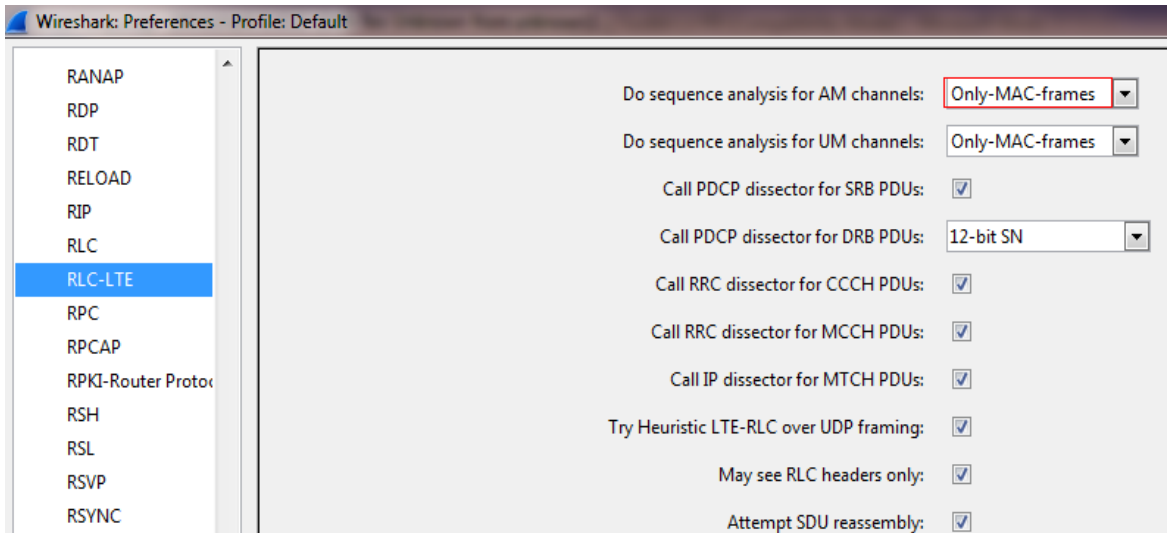 Wireshark: Preferences - Profile: Default
RANAP
RDP
RDT
RELOAD
RIP
RLC
RLC-LTE
RPC
RPCAP
RPKI-Router Protoc
RSH
RSL
RSVP
RSYNC
Do sequence analysis for AM channels: Only-MAC-frames
Do sequence analysis for UM channels: Only-MAC-frames
Call PDCP dissector for SRB PDUs:
Call PDCP dissector for DRB PDUs: 12-bit SN
Call RRC dissector for CCCH PDUs:
Call RRC dissector for MCCH PDUs:
Call IP dissector for MTCH PDUs:
Try Heuristic LTE-RLC over UDP framing:
May see RLC headers only:
Attempt SDU reassembly: